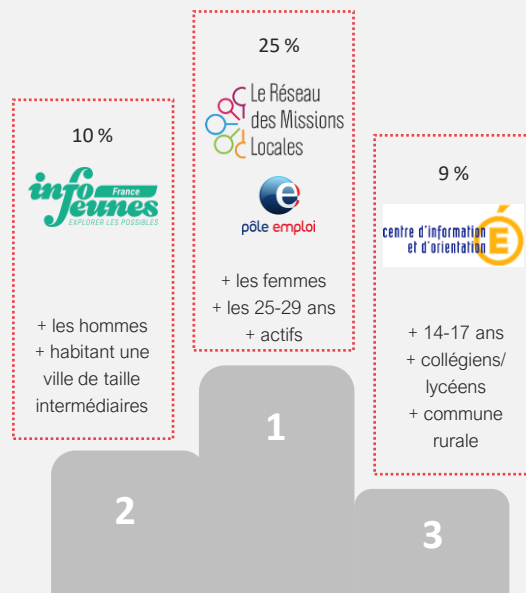 25 %
Le Réseau
des Missions
Locales
pôle emploi
+ les femmes
+ les 25-29 ans
+ actifs
1
10 %
info
France
jeunes
EXPLORER LES POSSIBLES
+ les hommes
+ habitant une
ville de taille
intermédiaires
2
9 %
centre d'information
et d'orientation
É
+ 14-17 ans
+ collégiens/
lycéens
+ commune
rurale
3